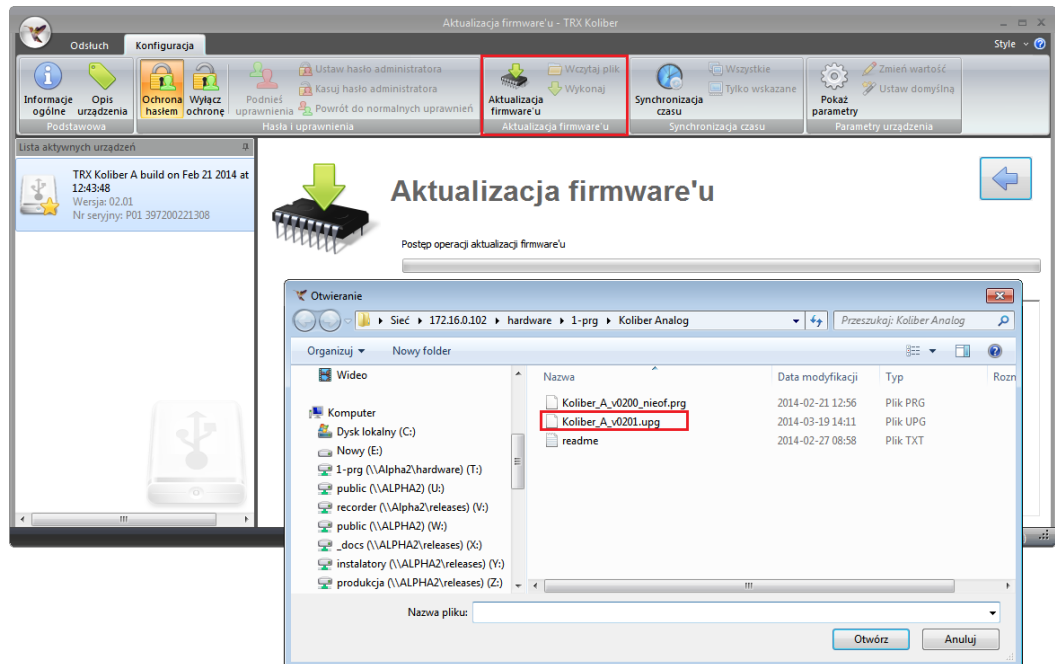 Aktualizacja firmware'u - TRX Koliber
Odsłuch Konfiguracja Style
Informacje ogólne
Opis urządzenia
Podstawowa
Ochrona hasłem
Wyłącz ochronę
Podnieś uprawnienia
Ustaw hasło administratora
Kasuj hasło administratora
Powrót do normalnych uprawnień
Hasła i uprawnienia
Aktualizacja firmware'u
Wczytaj plik
Wykonaj
Aktualizacja firmware'u
Synchronizacja czasu
Wszystkie
Tylko wskazane
Synchronizacja czasu
Pokaż parametry
Zmień wartość
Ustaw domyślną
Parametry urządzenia
Lista aktywnych urządzeń
TRX Koliber A build on Feb 21 2014 at
12:43:48
Wersja: 02.01
Nr seryjny: P01 397200221308
Aktualizacja firmware'u
Postęp operacji aktualizacji firmware'u
Otwieranie
Sieć 172.16.0.102 hardware 1-prg Koliber Analog
Przeszukaj: Koliber Analog
Organizuj Nowy folder
Wideo
Komputer
Dysk lokalny (C:)
Nowy (E:)
1-prg (\\Alpha2\hardware) (T:)
public (\\ALPHA2) (U:)
recorder (\\Alpha2\releases) (V:)
public (\\ALPHA2) (W:)
_docs (\\ALPHA2\releases) (X:)
instalatory (\\ALPHA2\releases) (Y:)
produkcja (\\ALPHA2\releases) (Z:)
Nazwa Data modyfikacji Typ Rozn
Koliber_A_v0200_nieof.prg 2014-02-21 12:56 Plik PRG
Koliber_A_v0201.upg 2014-03-19 14:11 Plik UPG
readme 2014-02-27 08:58 Plik TXT
Nazwa pliku:
Otwórz Anuluj